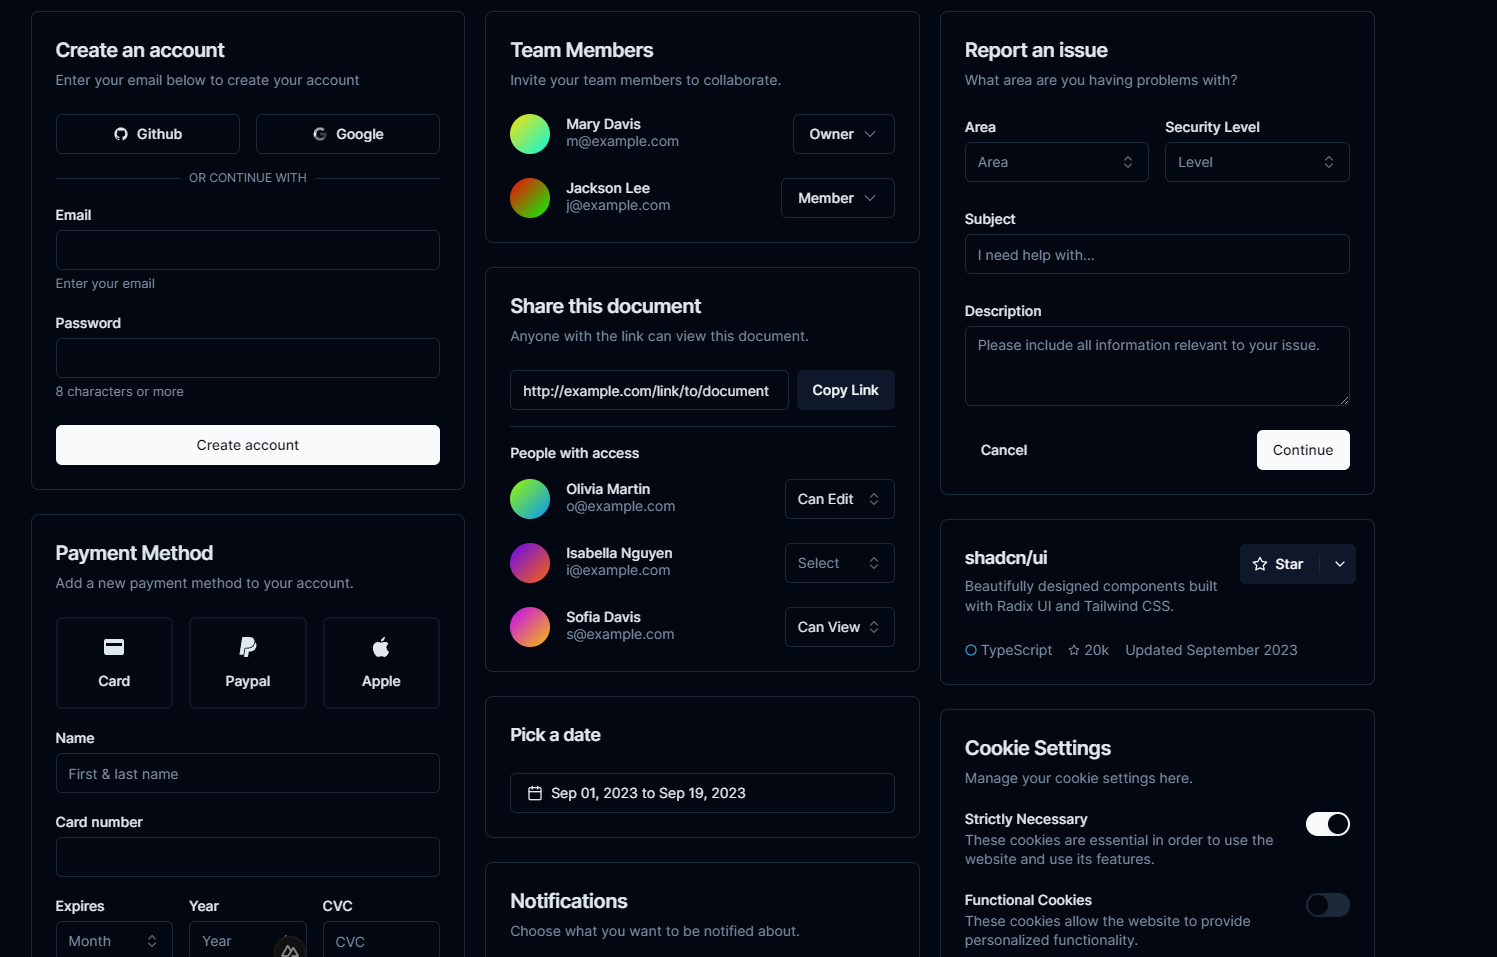 Create an account
Enter your email below to create your account
Github
Google
OR CONTINUE WITH
Email
Enter your email
Password
8 characters or more
Create account
Payment Method
Add a new payment method to your account.
Card
Paypal
Apple
Name
First & last name
Card number
Expires
Year
CVC
Month
Year
CVC
Team Members
Invite your team members to collaborate.
Mary Davis
m@example.com
Owner
Jackson Lee
j@example.com
Member
Share this document
Anyone with the link can view this document.
http://example.com/link/to/document
Copy Link
People with access
Olivia Martin
o@example.com
Can Edit
Isabella Nguyen
i@example.com
Select
Sofia Davis
s@example.com
Can View
Pick a date
Sep 01, 2023 to Sep 19, 2023
Notifications
Choose what you want to be notified about.
Report an issue
What area are you having problems with?
Area
Security Level
Area
Level
Subject
I need help with...
Description
Please include all information relevant to your issue.
Cancel
Continue
shadcn/ui
Beautifully designed components built
with Radix UI and Tailwind CSS.
Star
TypeScript
20k
Updated September 2023
Cookie Settings
Manage your cookie settings here.
Strictly Necessary
These cookies are essential in order to use the
website and use its features.
Functional Cookies
These cookies allow the website to provide
personalized functionality.